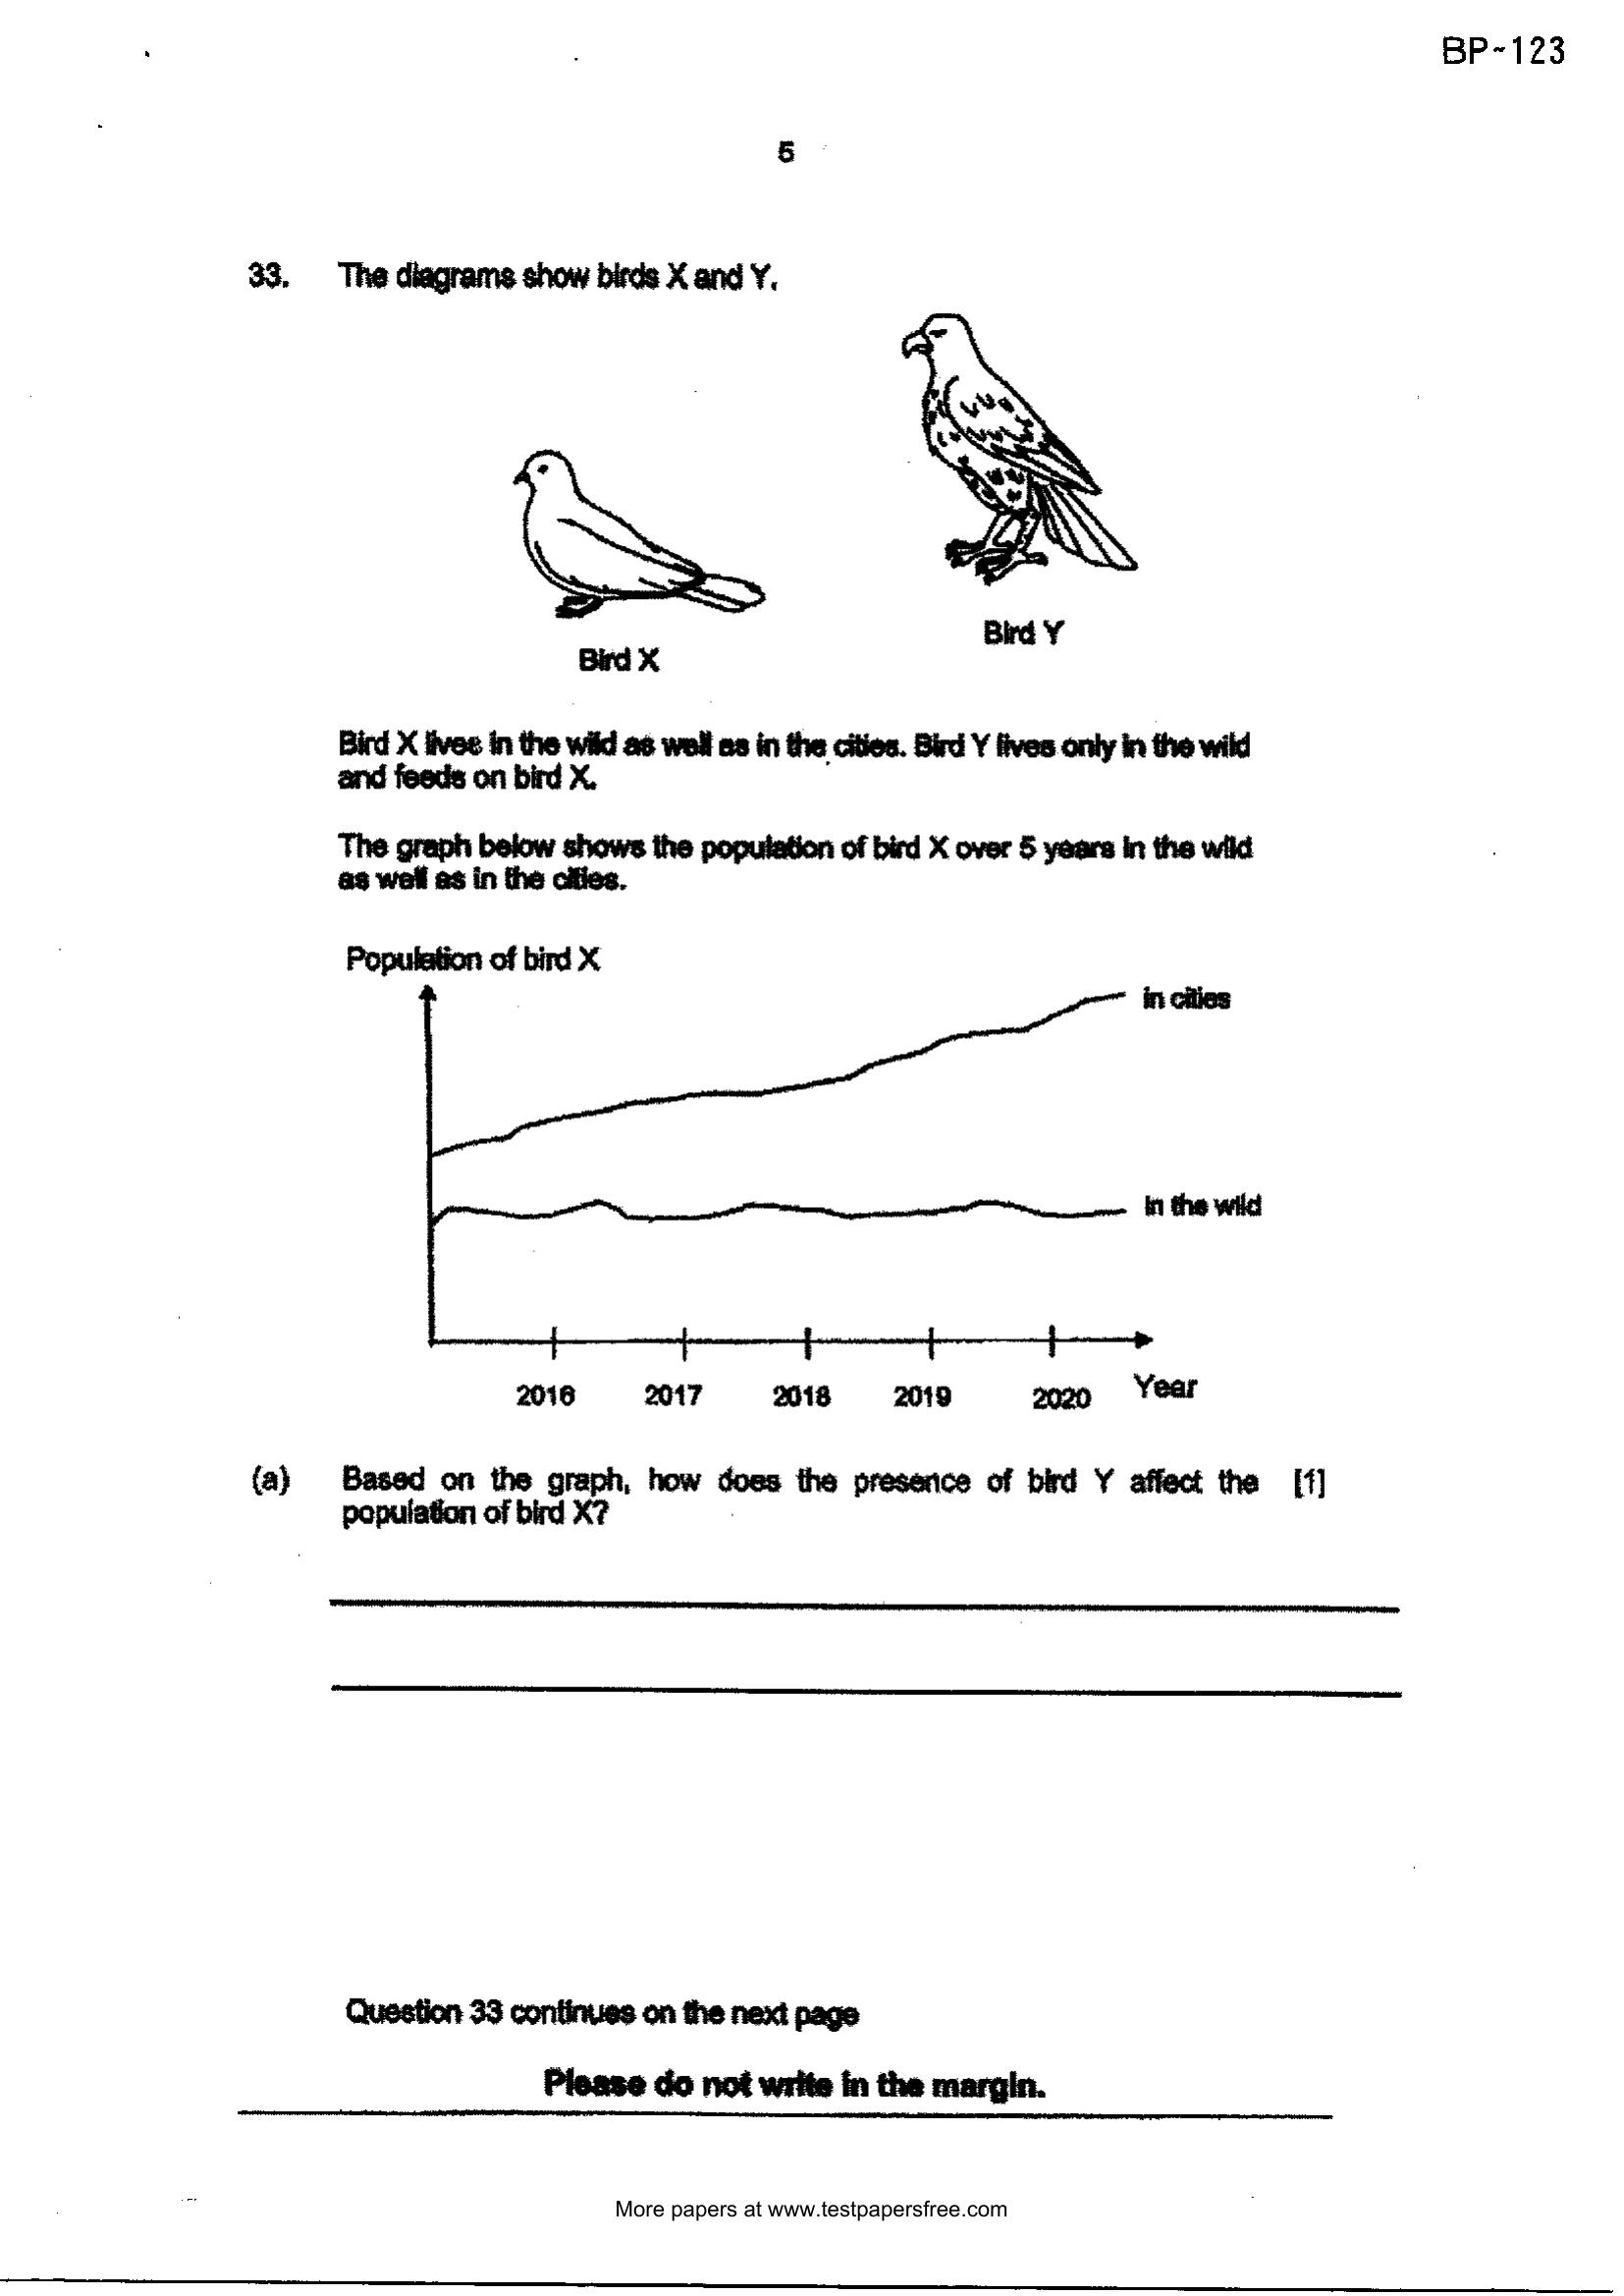 BP-123
5
33. The diagrams show birds X and Y.
Bird X
Bird Y
Bird X lives in the wild as well as in the cities. Bird Y lives only in the wild
and feeds on bird X.
The graph below shows the population of bird X over 5 years in the wild
as well as in the cities.
Population of bird X
in cities
in the wild
2016 2017 2018 2019 2020 Year
(a) Based on the graph, how does the presence of bird Y affect the [1]
population of bird X?
Question 33 continues on the next page
Please do not write in the margin.
More papers at www.testpapersfree.com